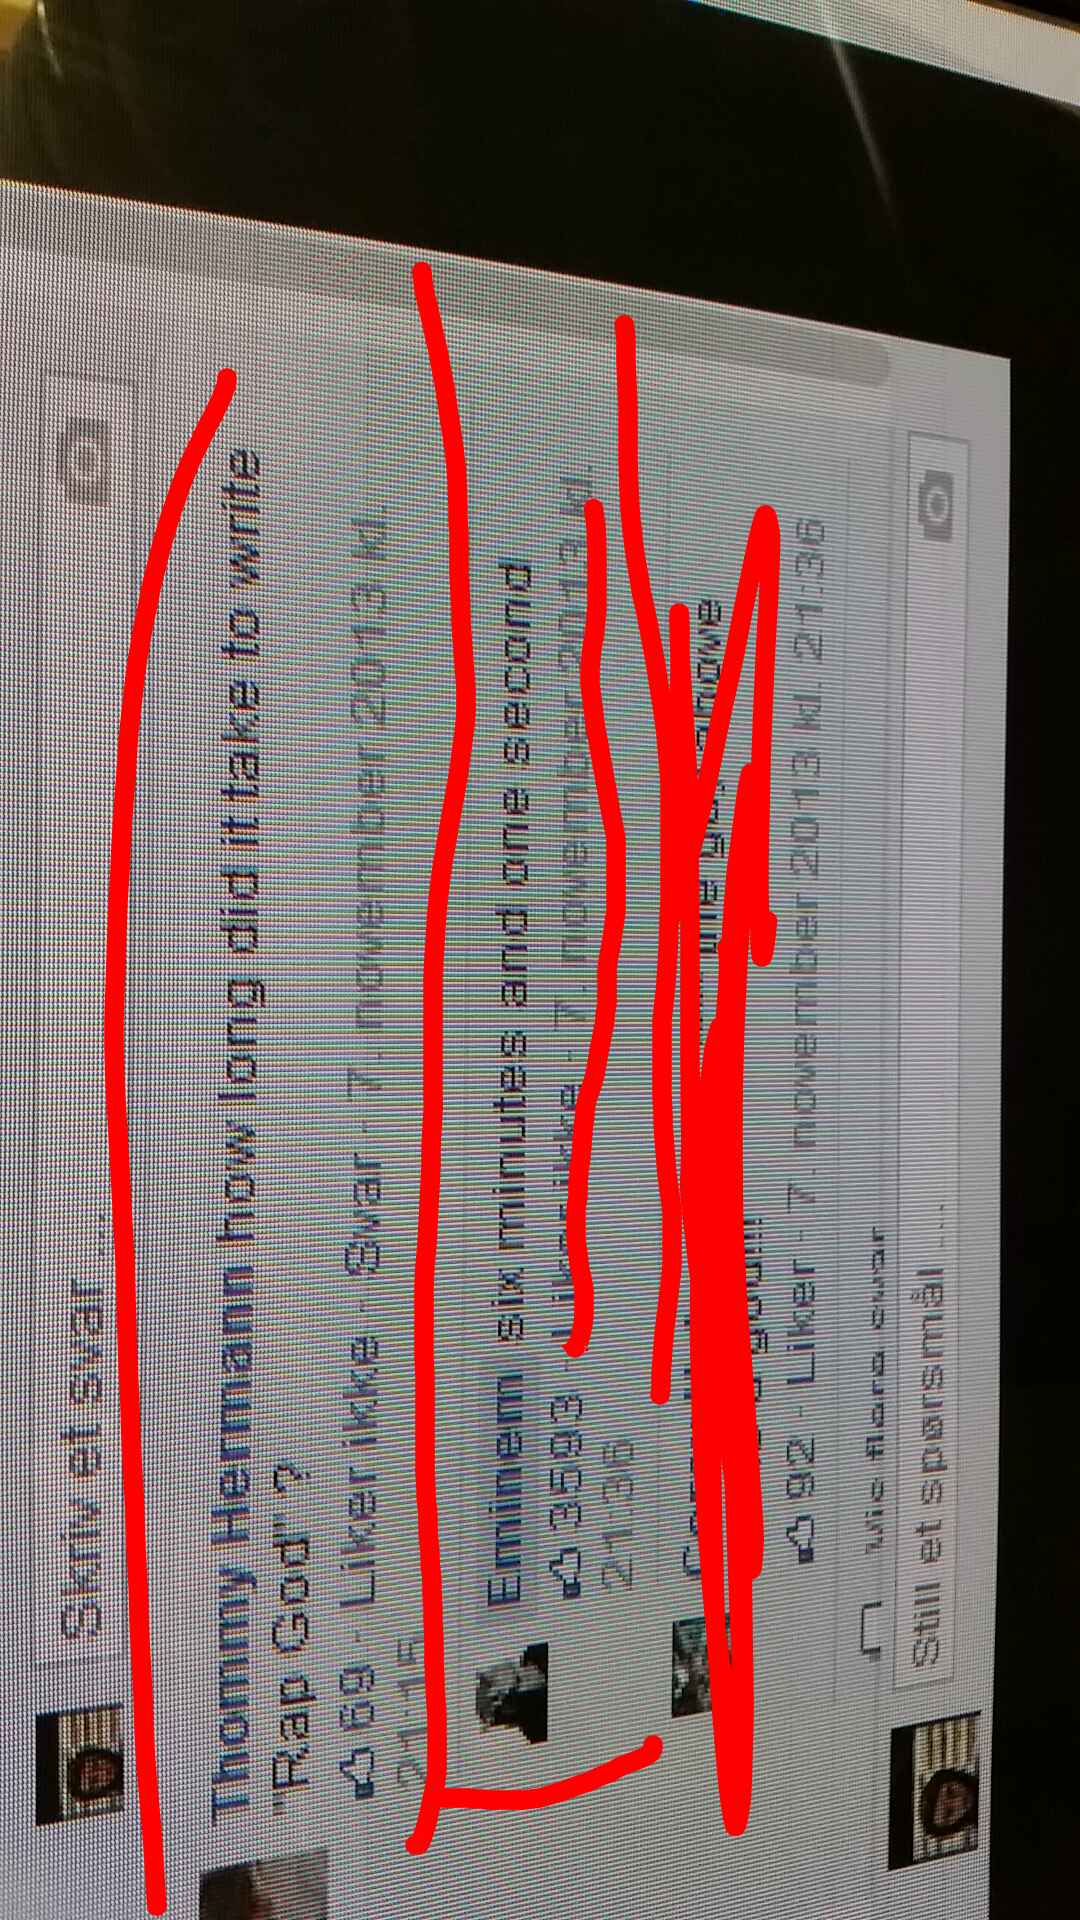 Skriv et svar ...
Thommy Hermann how long did it take to write
"Rap God" ?
69 · Liker ikke · Svar · 7. november 2013 kl.
21:15
Eminem six minutes and one second
3593 · Liker ikke · 7. november 2013 kl.
21:36
92 · Liker · 7. november 2013 kl. 21:36
Vis flere svar
Still et spørsmål ...